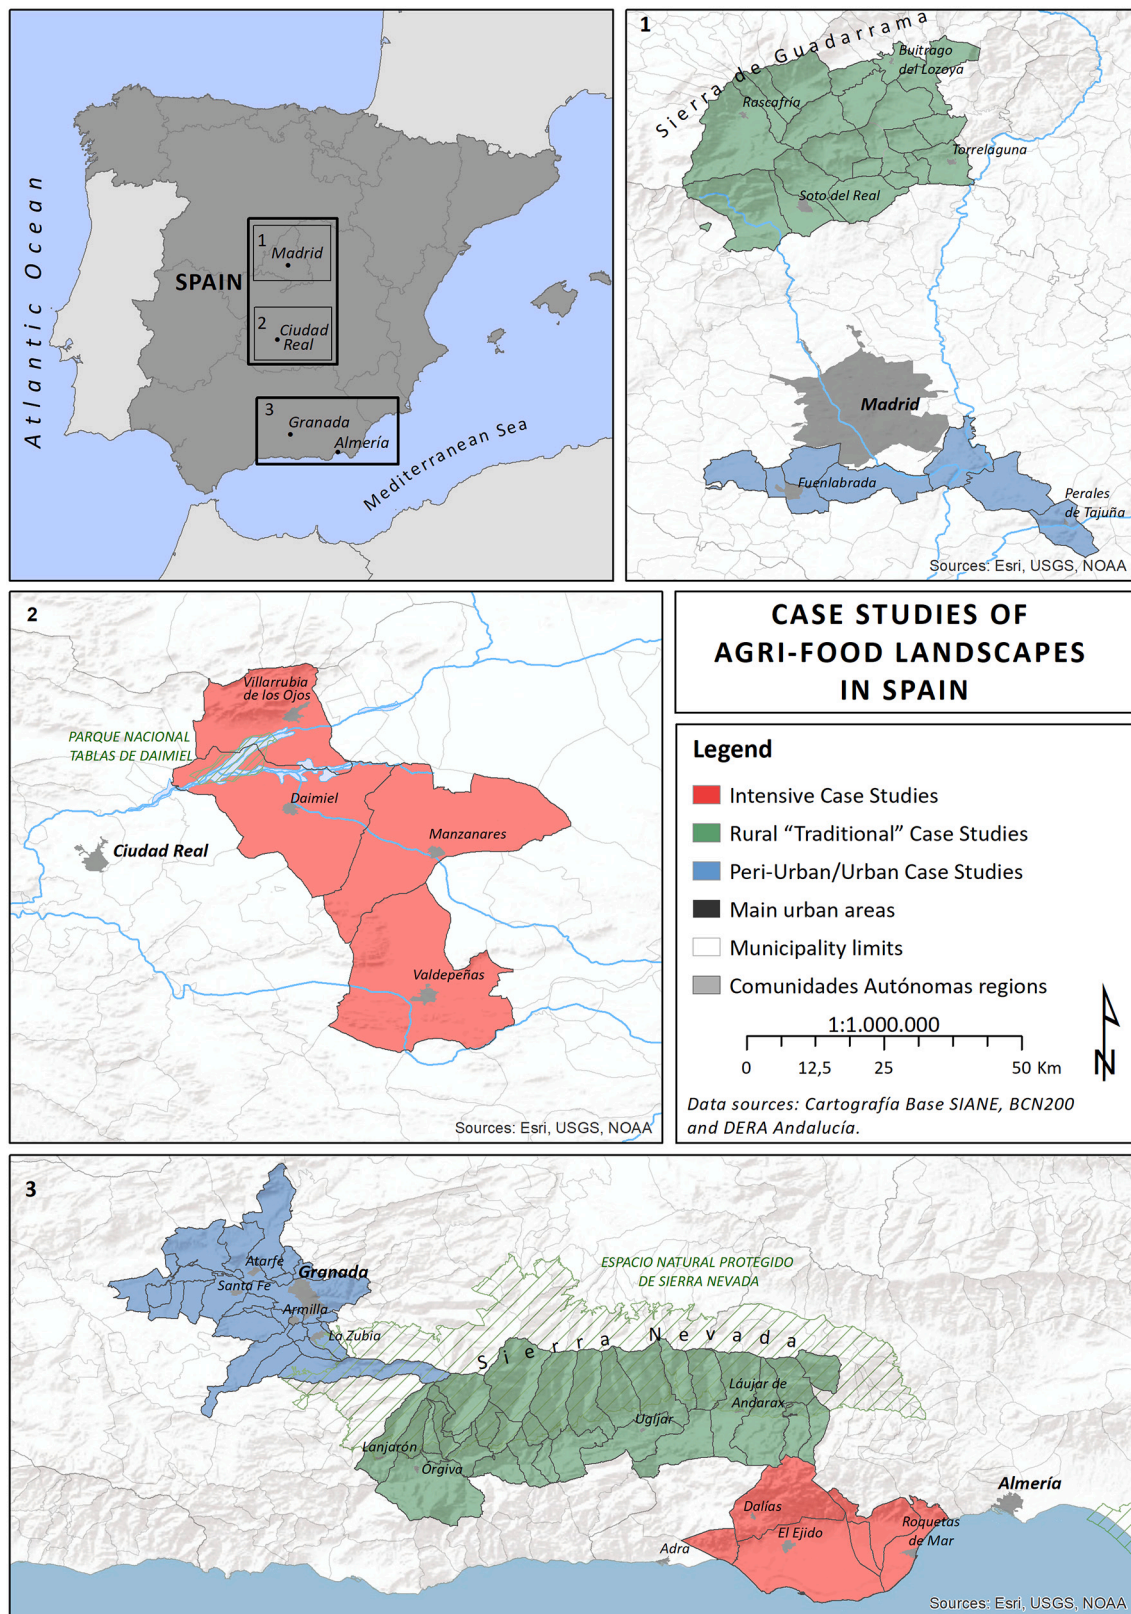 Atlantic Ocean
SPAIN
1
Madrid
2
Ciudad
Real
3
Granada
Almería
Mediterranean Sea
1
Sierra de Guadarrama
Buitrago
del Lozoya
Rascafría
Torrelaguna
Soto del Real
Madrid
Fuenlabrada
Perales
de Tajuña
Sources: Esri, USGS, NOAA
2
Villarrubia
de los Ojos
PARQUE NACIONAL
TABLAS DE DAIMIEL
Daimiel
Manzanares
Ciudad Real
Valdepeñas
Sources: Esri, USGS, NOAA
CASE STUDIES OF
AGRI-FOOD LANDSCAPES
IN SPAIN
Legend
Intensive Case Studies
Rural “Traditional” Case Studies
Peri-Urban/Urban Case Studies
Main urban areas
Municipality limits
Comunidades Autónomas regions
1:1.000.000
0 12,5 25 50 Km
N
Data sources: Cartografía Base SIANE, BCN200
and DERA Andalucía.
3
Atarfe
Granada
Santa Fe
Armilla
La Zubia
ESPACIO NATURAL PROTEGIDO
DE SIERRA NEVADA
Sierra Nevada
Láujar de
Andarax
Ugíjar
Lanjarón
Órgiva
Almería
Dalías
El Ejido
Roquetas
de Mar
Adra
Sources: Esri, USGS, NOAA